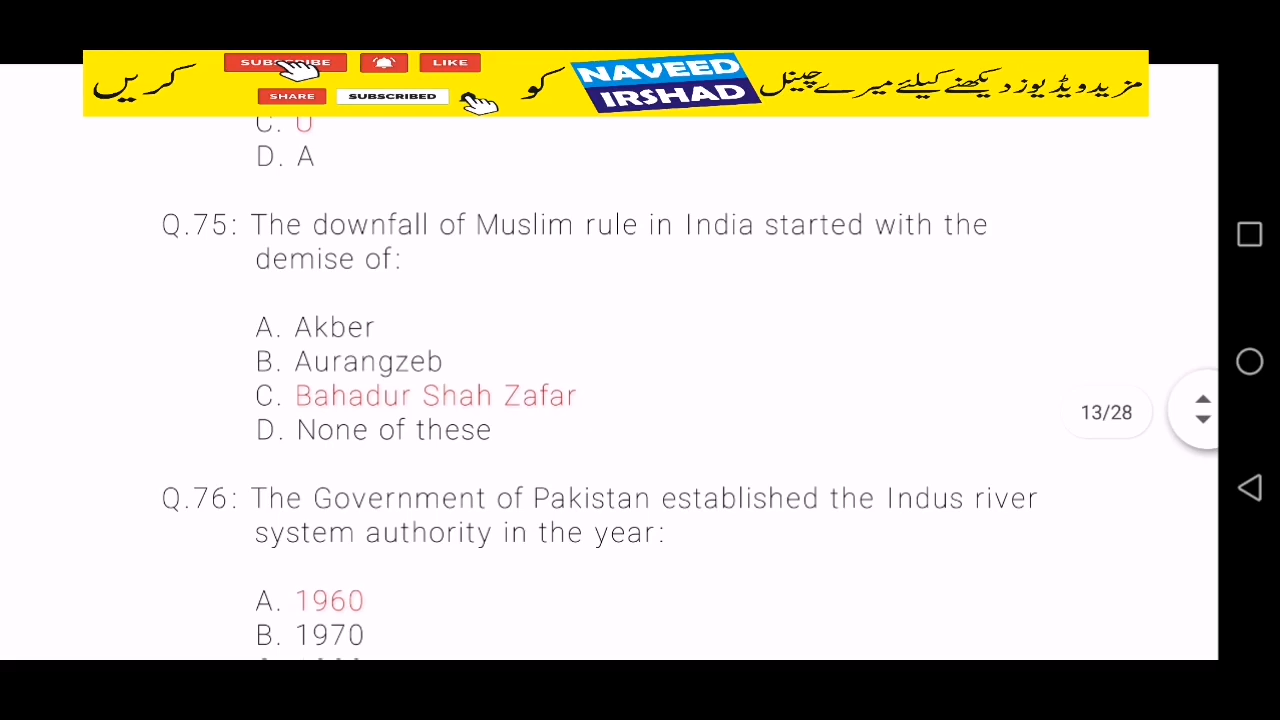 SUBSCRIBE LIKE
SHARE SUBSCRIBED
مزید ویڈیوز دیکھنے کیلئے میرے چینل NAVEED IRSHAD کو کریں
D. A
Q.75: The downfall of Muslim rule in India started with the
demise of:
A. Akber
B. Aurangzeb
C. Bahadur Shah Zafar
D. None of these
13/28
Q.76: The Government of Pakistan established the Indus river
system authority in the year:
A. 1960
B. 1970